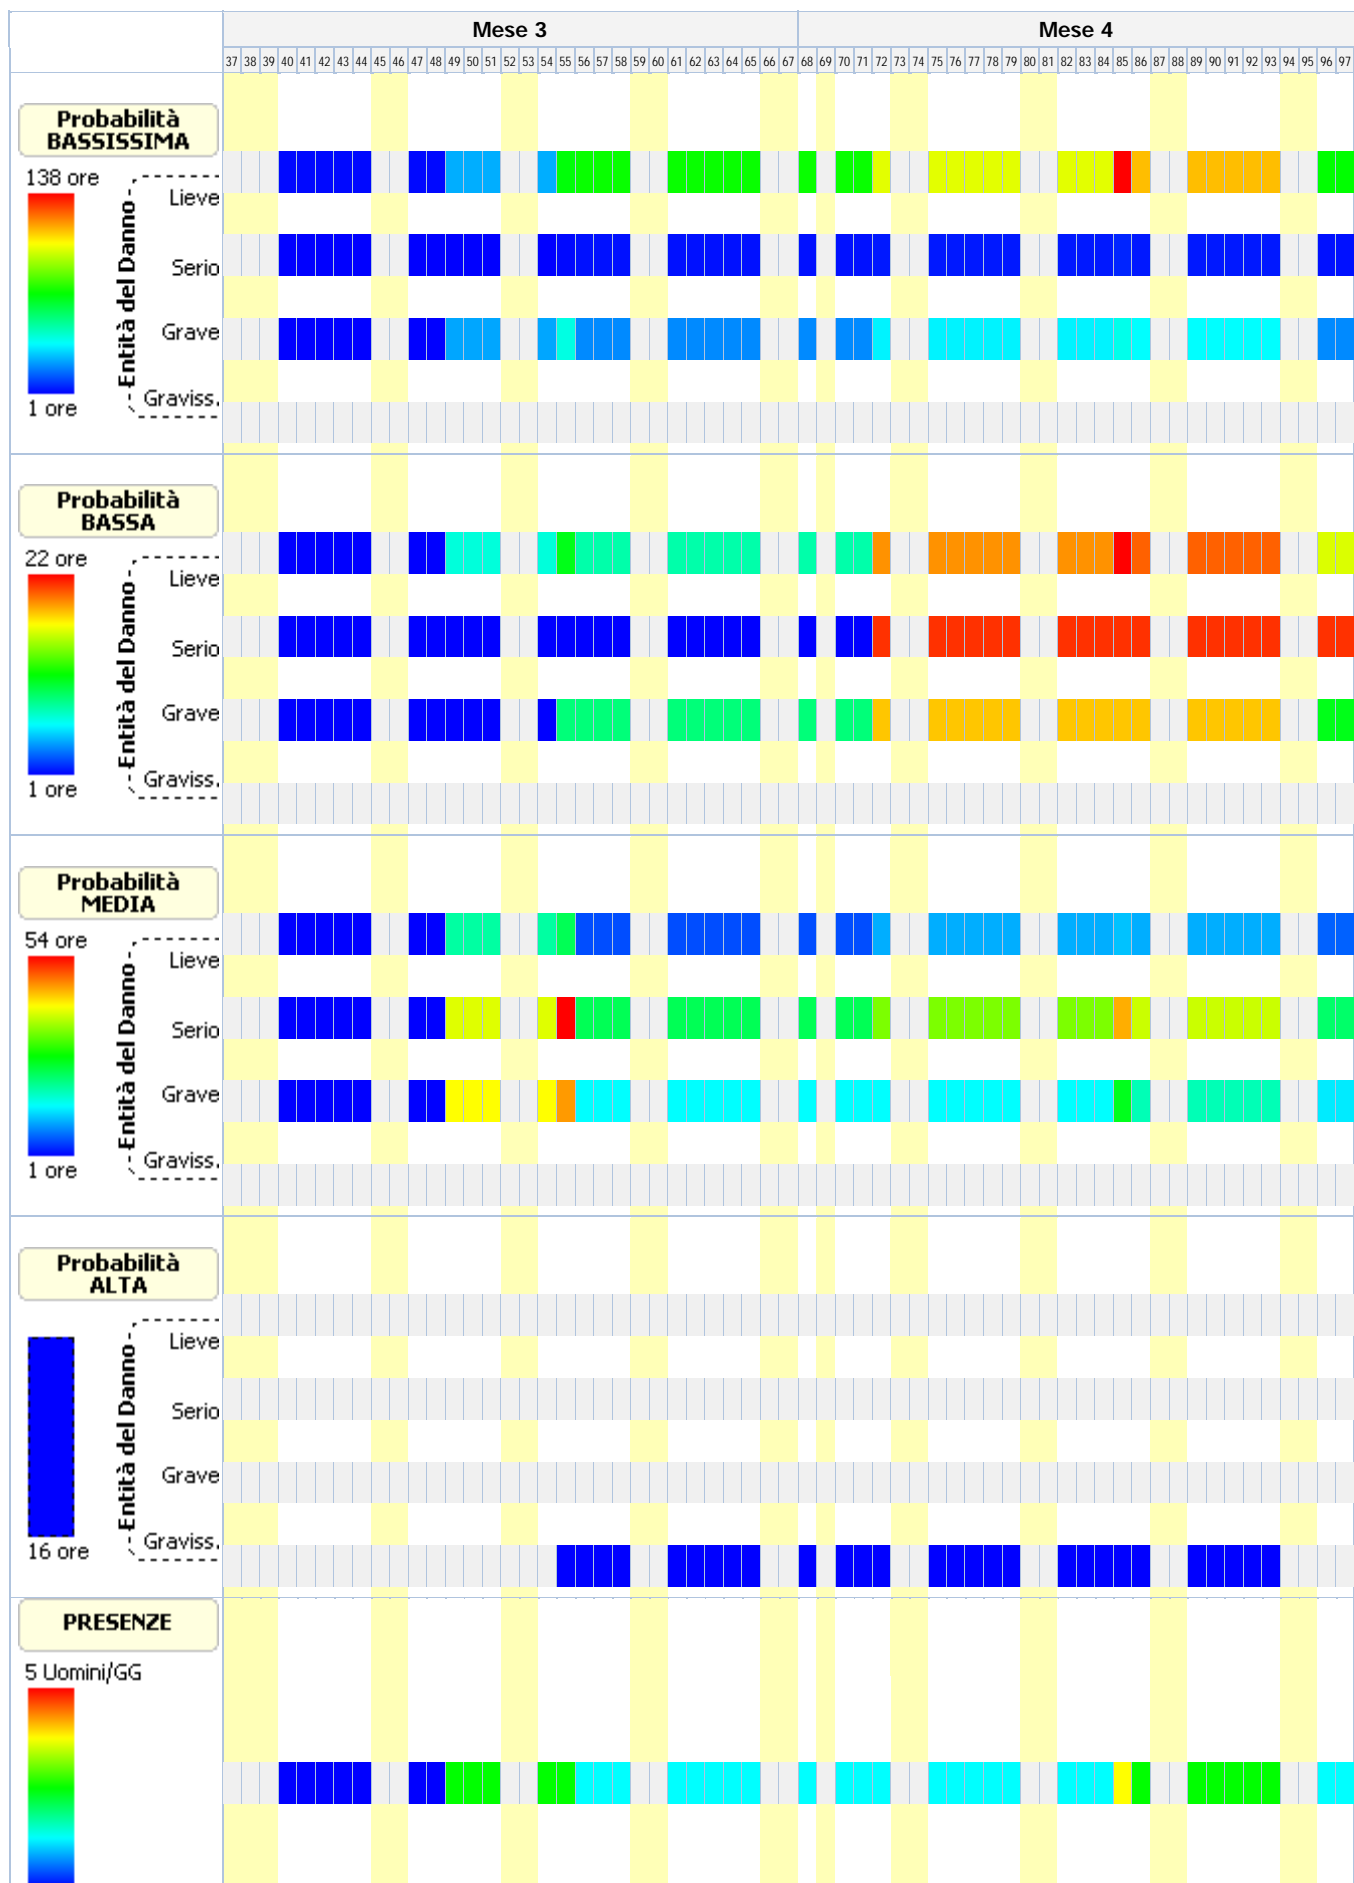 Mese 3 Mese 4
37 38 39 40 41 42 43 44 45 46 47 48 49 50 51 52 53 54 55 56 57 58 59 60 61 62 63 64 65 66 67 68 69 70 71 72 73 74 75 76 77 78 79 80 81 82 83 84 85 86 87 88 89 90 91 92 93 94 95 96 97
Probabilità
BASSISSIMA
138 ore
Entità del Danno
Lieve
Serio
Grave
Graviss.
1 ore
Probabilità
BASSA
22 ore
Entità del Danno
Lieve
Serio
Grave
Graviss.
1 ore
Probabilità
MEDIA
54 ore
Entità del Danno
Lieve
Serio
Grave
Graviss.
1 ore
Probabilità
ALTA
Entità del Danno
Lieve
Serio
Grave
Graviss.
16 ore
PRESENZE
5 Uomini/GG